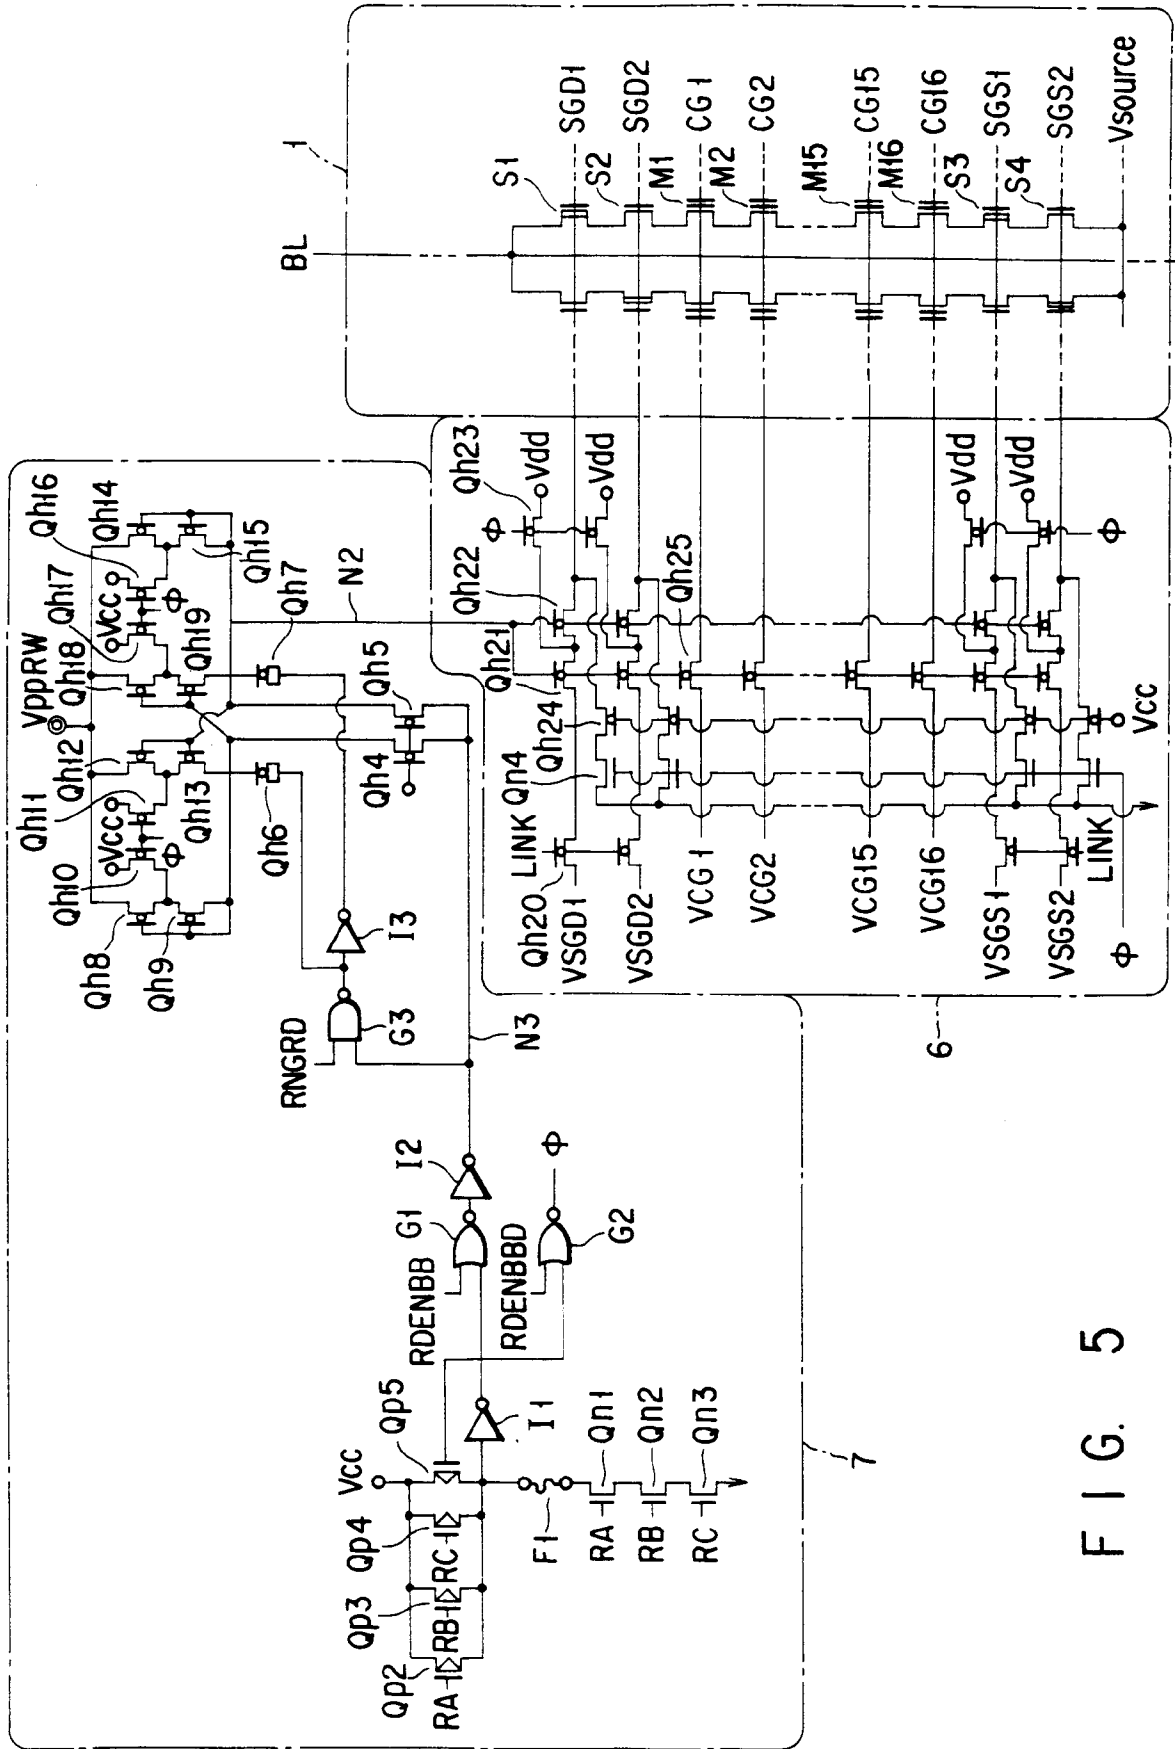 1
BL
S1
SGD1
S2
SGD2
M1
CG1
M2
CG2
M15
CG15
M16
CG16
S3
SGS1
S4
SGS2
Vsource
Qh23
Φ
Vdd
Vdd
Qh22
Qh21
Qh24
Qn4
LINK
Qh20
VSGD1
VSGD2
Qh25
VCG1
VCG2
VCG15
VCG16
VSGS1
VSGS2
LINK
Vdd
Vdd
Φ
Vcc
Φ
6
VppRW
Qh16
Qh14
Qh17
Qh15
VCC
Φ
Qh18
Qh19
Qh12
Qh11
Qh13
VCC
Φ
Qh10
Qh8
Qh9
Qh7
Qh6
N2
Qh5
Qh4
I3
G3
RNGRD
N3
I2
G1
RDENBB
Φ
G2
RDENBBD
VCC
Qp5
Qp4
RC
Qp3
RB
Qp2
RA
I1
F1
RA
Qn1
RB
Qn2
RC
Qn3
7
FIG. 5